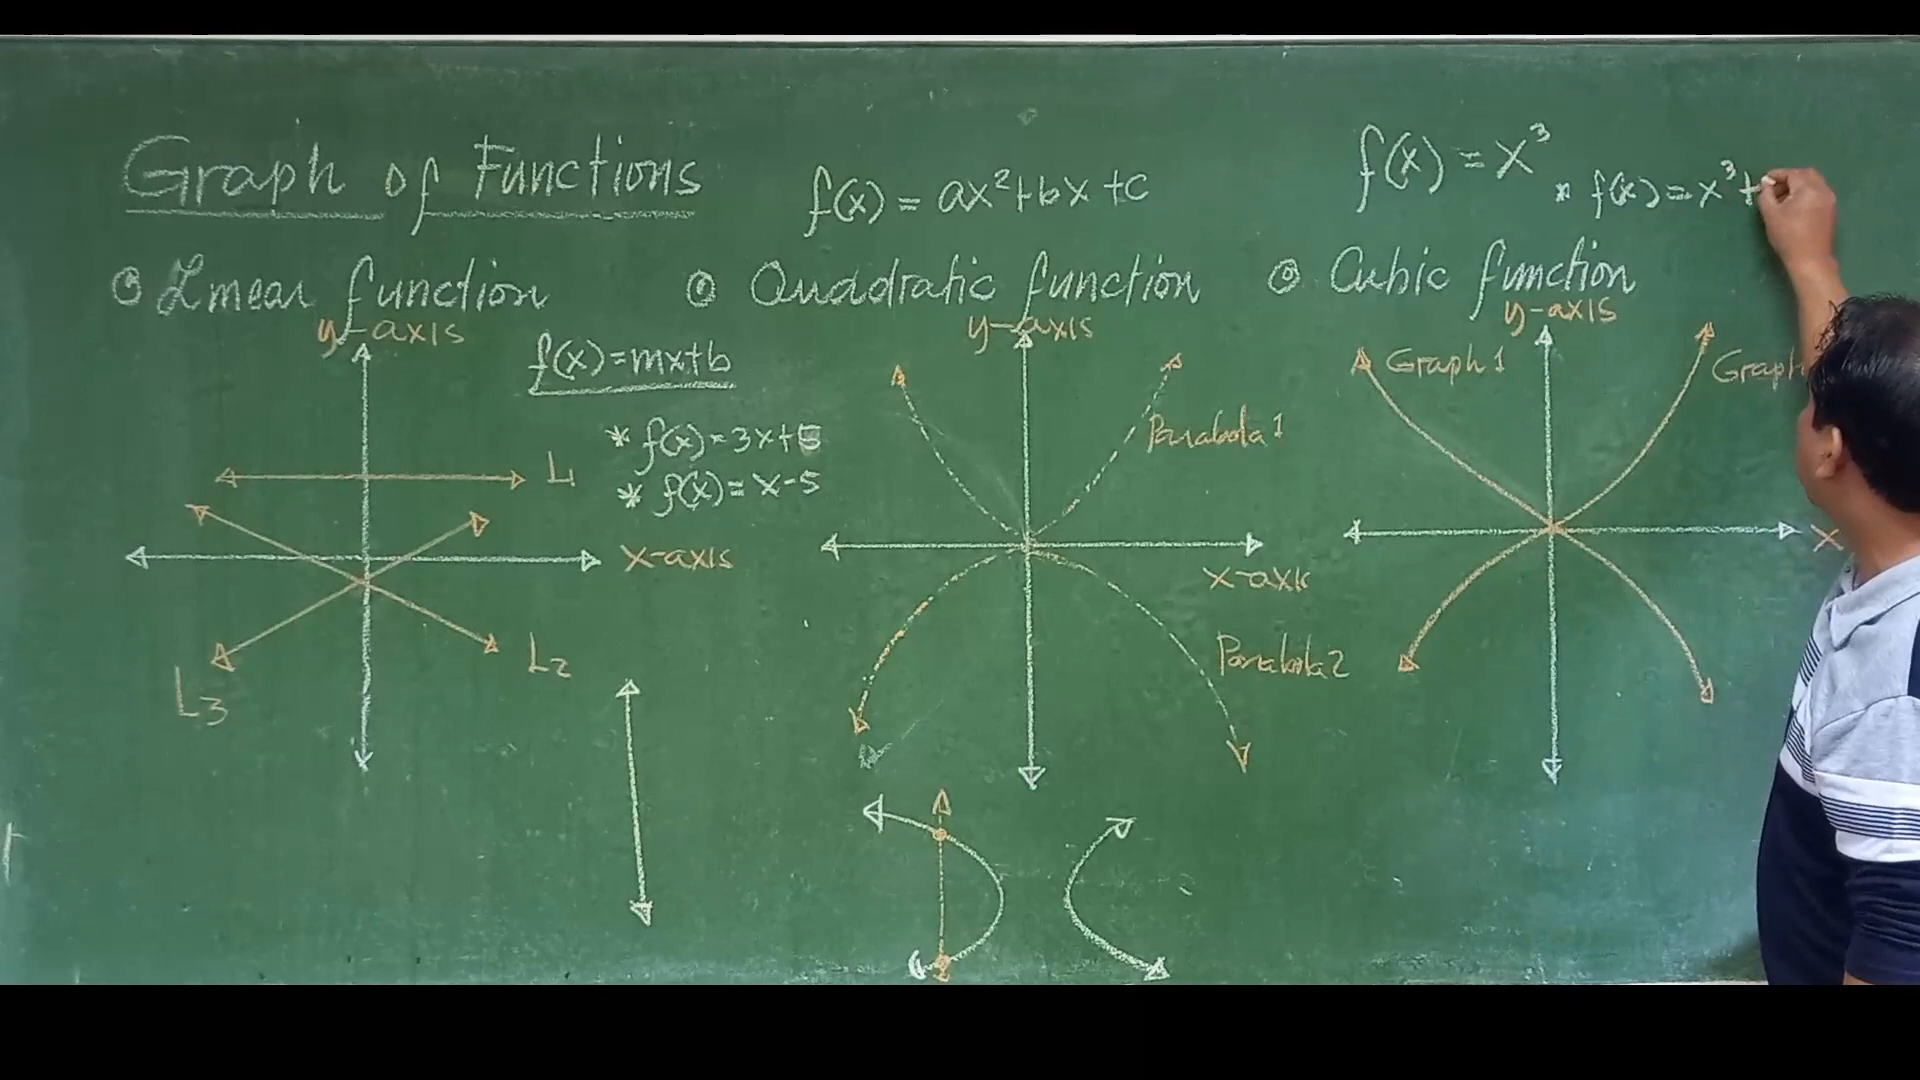 Graph of Functions
Linear function
y-axis
f(x)=mx+b
* f(x)=3x+5
* f(x)=x-5
L1
x-axis
L2
L3
f(x)=ax²+bx+c
Quadratic function
y-axis
Parabola 1
x-axis
Parabola 2
f(x)=x³
* f(x)=x³+
Cubic function
y-axis
Graph 1
Graph
x